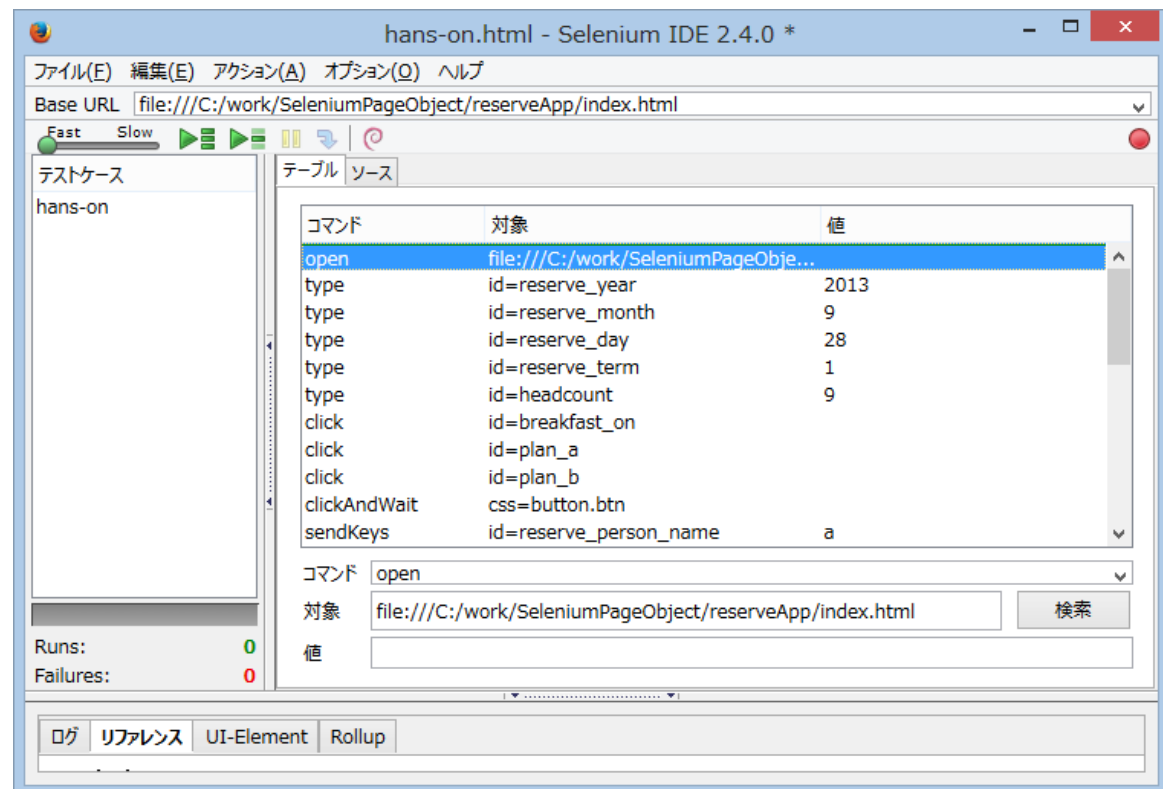 hans-on.html - Selenium IDE 2.4.0 *
ファイル(F) 編集(E) アクション(A) オプション(O) ヘルプ
Base URL file:///C:/work/SeleniumPageObject/reserveApp/index.html
Fast Slow
テストケース
hans-on
テーブル ソース
コマンド 対象 値
open file:///C:/work/SeleniumPageObje...
type id=reserve_year 2013
type id=reserve_month 9
type id=reserve_day 28
type id=reserve_term 1
type id=headcount 9
click id=breakfast_on
click id=plan_a
click id=plan_b
clickAndWait css=button.btn
sendKeys id=reserve_person_name a
コマンド open
対象 file:///C:/work/SeleniumPageObject/reserveApp/index.html 検索
値
Runs: 0
Failures: 0
ログ リファレンス UI-Element Rollup